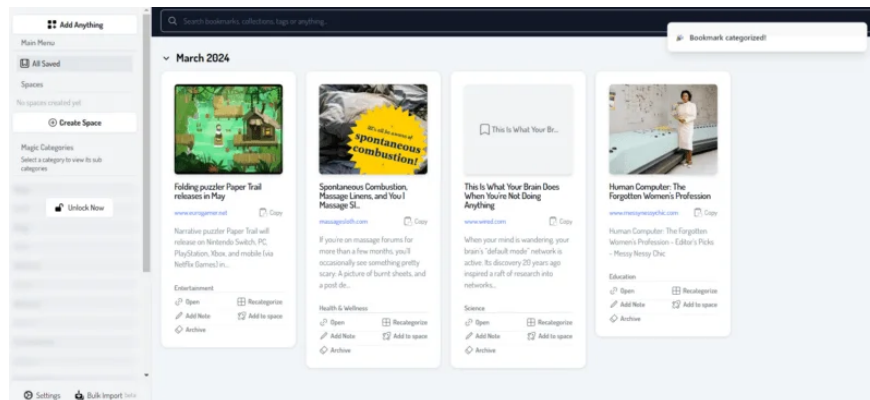 Add Anything
Main Menu
All Saved
Spaces
No spaces created yet
Create Space
Magic Categories
Select a category to view its sub
categories
Unlock Now
Settings
Bulk Import beta
Search bookmarks, collections, tags or anything..
Bookmark categorized!
March 2024
Folding puzzler Paper Trail
releases in May
www.eurogamer.net
Copy
Narrative puzzler Paper Trail will
release on Nintendo Switch, PC,
PlayStation, Xbox, and mobile (via
Netflix Games) in...
Entertainment
Open
Recategorize
Add Note
Add to space
Archive
It's all in aroma of
spontaneous
combustion!
Spontaneous Combustion,
Massage Linens, and You |
Massage Sl...
massagesloth.com
Copy
If you're on massage forums for
more than a few months, you'll
occasionally see something pretty
scary: A picture of burnt sheets, and
a post de...
Health & Wellness
Open
Recategorize
Add Note
Add to space
Archive
This Is What Your Br...
This Is What Your Brain Does
When You're Not Doing
Anything
www.wired.com
Copy
When your mind is wandering, your
brain's "default mode" network is
active. Its discovery 20 years ago
inspired a raft of research into
networks...
Science
Open
Recategorize
Add Note
Add to space
Archive
Human Computer: The
Forgotten Women's Profession
www.messynessychic.com
Copy
Human Computer: The Forgotten
Women's Profession - Editor's Picks
- Messy Nessy Chic
Education
Open
Recategorize
Add Note
Add to space
Archive